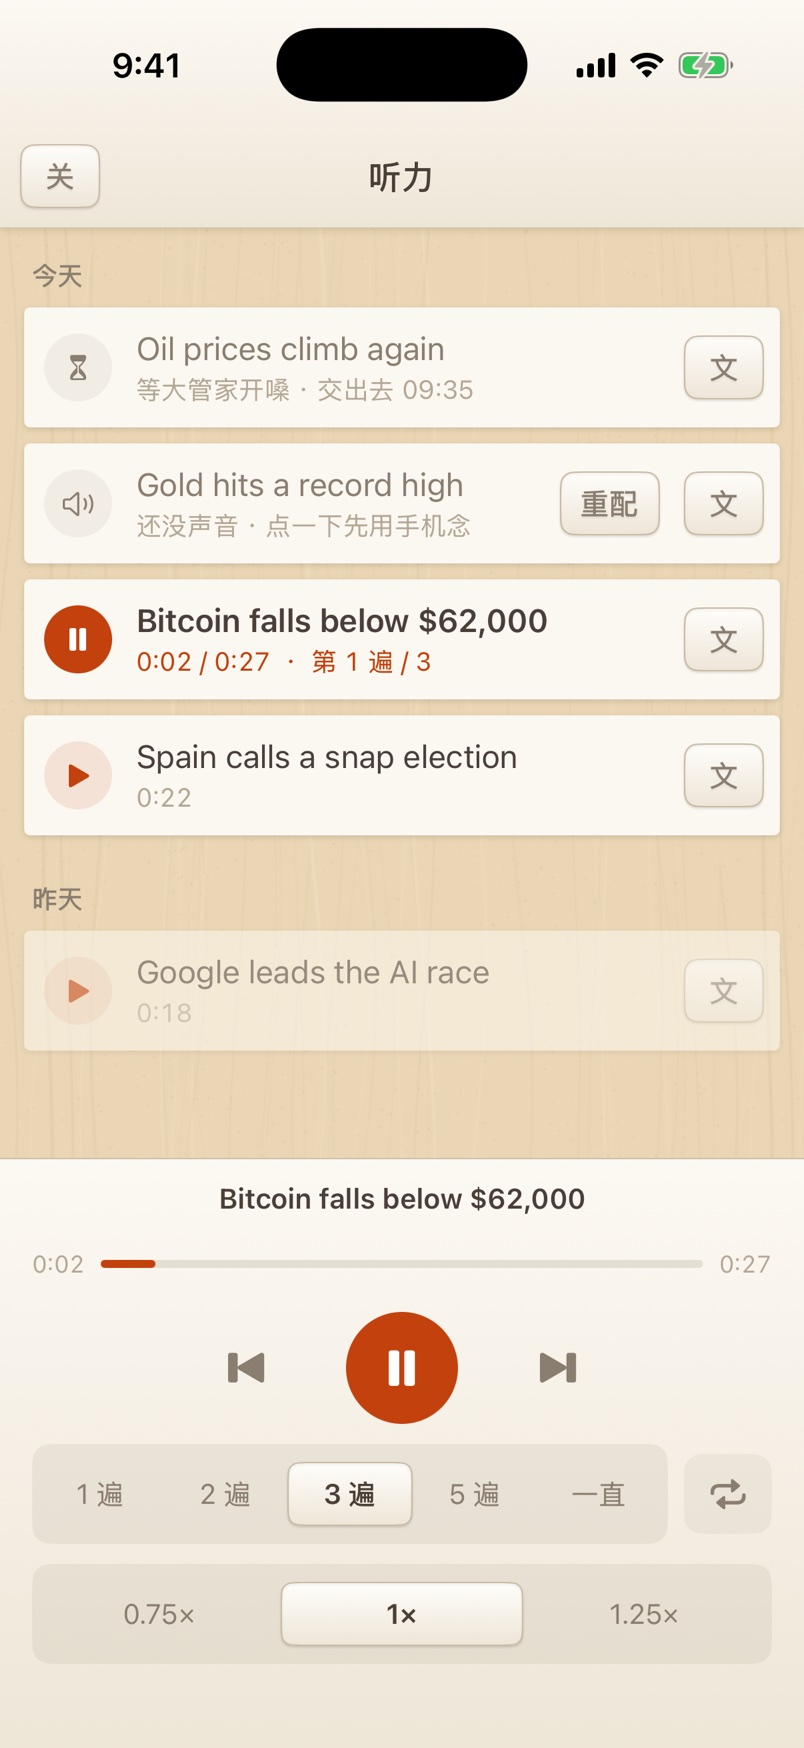 9:41
关
听力
今天
Oil prices climb again
等大管家开嗓 · 交出去 09:35
文
Gold hits a record high
还没声音 · 点一下先用手机念
重配
文
Bitcoin falls below $62,000
0:02 / 0:27 · 第 1 遍 / 3
文
Spain calls a snap election
0:22
文
昨天
Google leads the AI race
0:18
文
Bitcoin falls below $62,000
0:02
0:27
1 遍
2 遍
3 遍
5 遍
一直
0.75×
1×
1.25×